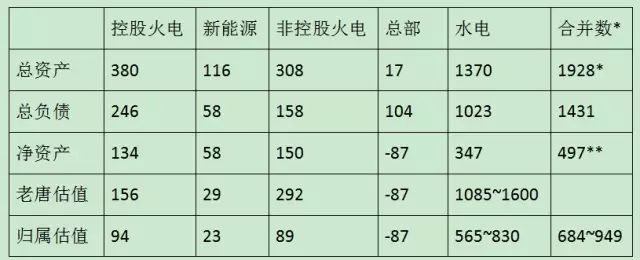 控股火电 新能源 非控股火电 总部 水电 合并数*
总资产 380 116 308 17 1370 1928*
总负债 246 58 158 104 1023 1431
净资产 134 58 150 -87 347 497**
老唐估值 156 29 292 -87 1085~1600
归属估值 94 23 89 -87 565~830 684~949